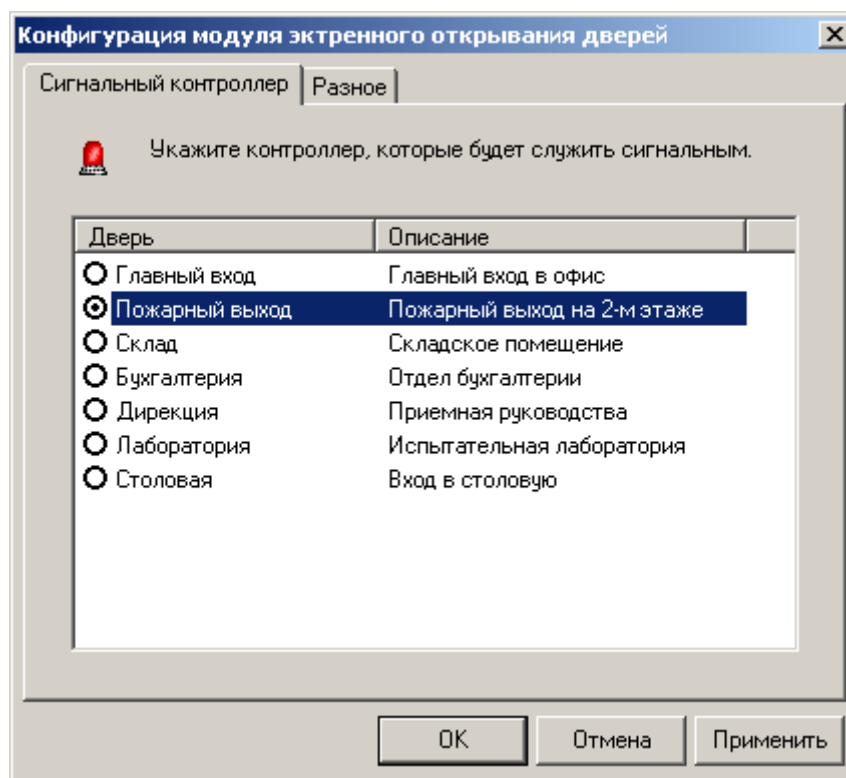 Конфигурация модуля эктренного открывания дверей
Сигнальный контроллер Разное
Укажите контроллер, которые будет служить сигнальным.
Дверь Описание
Главный вход Главный вход в офис
Пожарный выход Пожарный выход на 2-м этаже
Склад Складское помещение
Бухгалтерия Отдел бухгалтерии
Дирекция Приемная руководства
Лаборатория Испытательная лаборатория
Столовая Вход в столовую
OK Отмена Применить